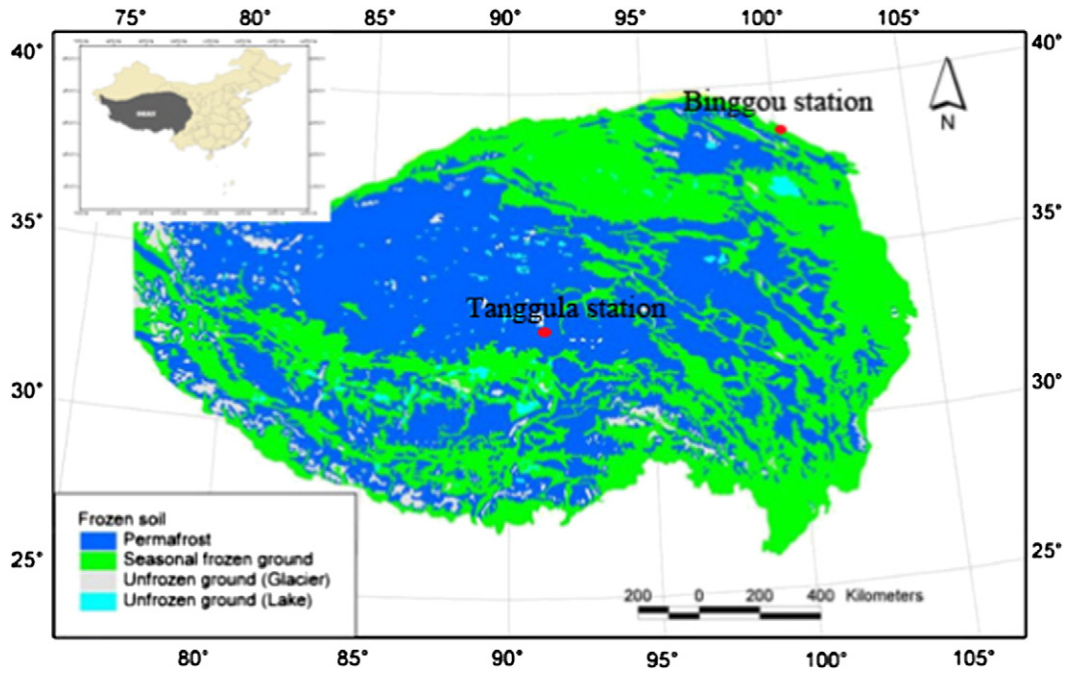 75° 80° 85° 90° 95° 100° 105°
40° 40°
Binggou station
N
35° 35°
Tanggula station
30° 30°
Frozen soil
Permafrost
Seasonal frozen ground
Unfrozen ground (Glacier)
Unfrozen ground (Lake)
25° 25°
200 0 200 400 Kilometers
80° 85° 90° 95° 100° 105°